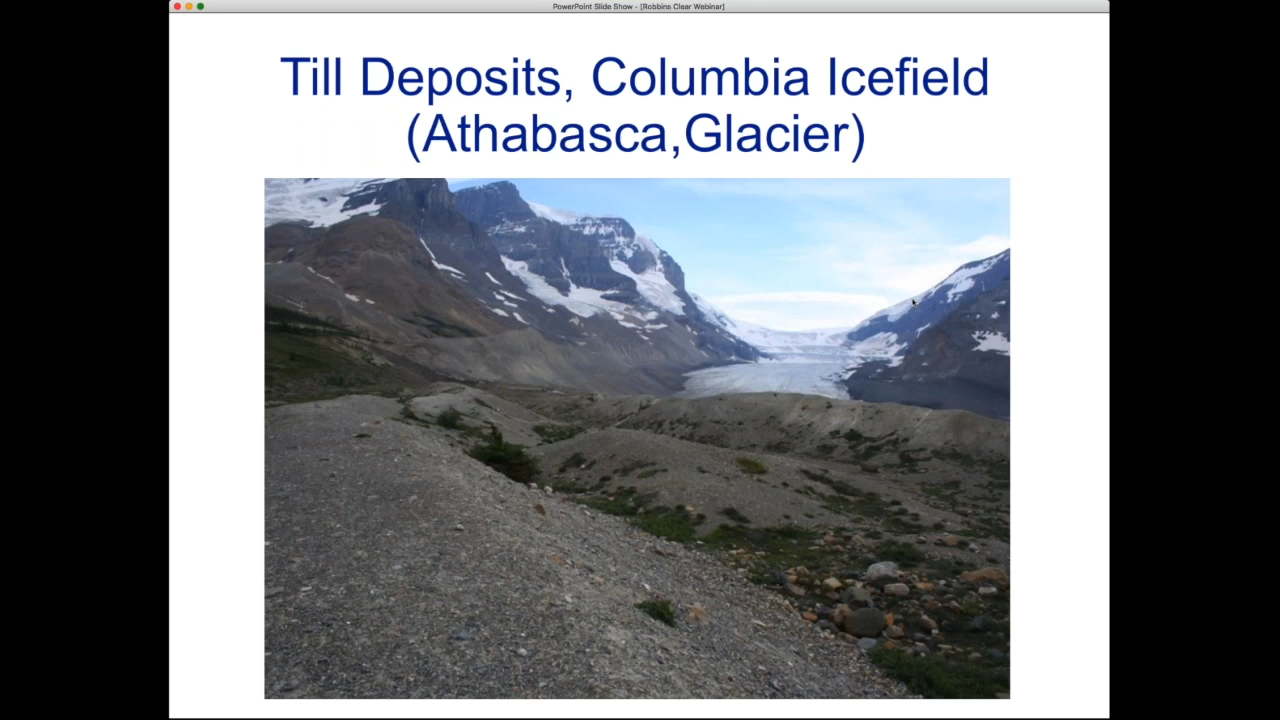 PowerPoint Slide Show - [Robbins Clear Webinar]
Till Deposits, Columbia Icefield
(Athabasca,Glacier)